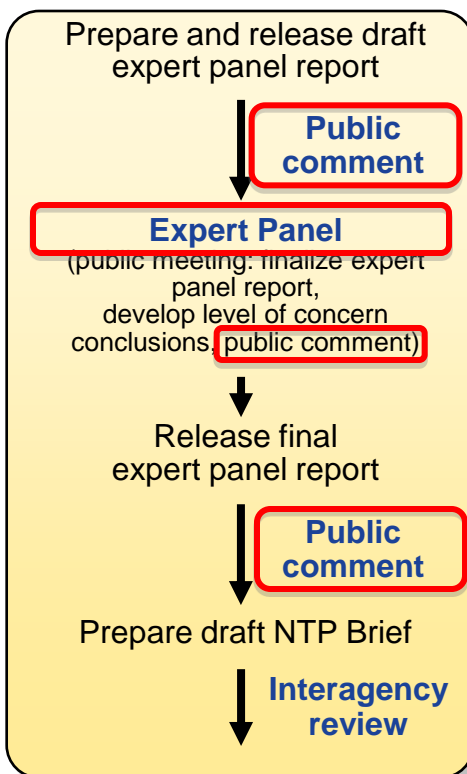 Prepare and release draft
expert panel report
Public
comment
Expert Panel
(public meeting: finalize expert
panel report,
develop level of concern
conclusions, public comment)
Release final
expert panel report
Public
comment
Prepare draft NTP Brief
Interagency
review